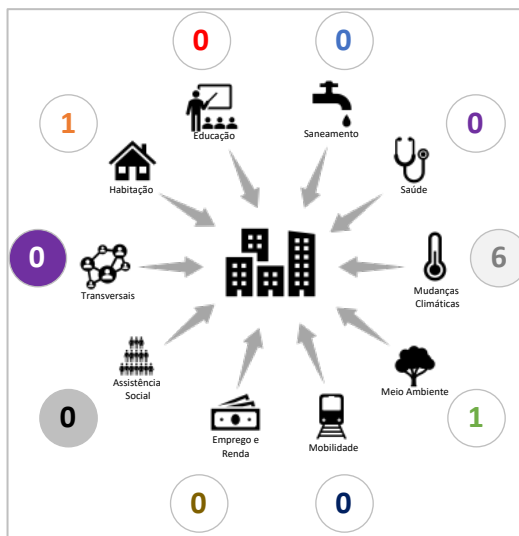 0
0
Educação
Saneamento
1
0
Habitação
Saúde
0
6
Transversais
Mudanças
Climáticas
Assistência
Social
Meio Ambiente
0
1
Emprego e
Renda
Mobilidade
0
0